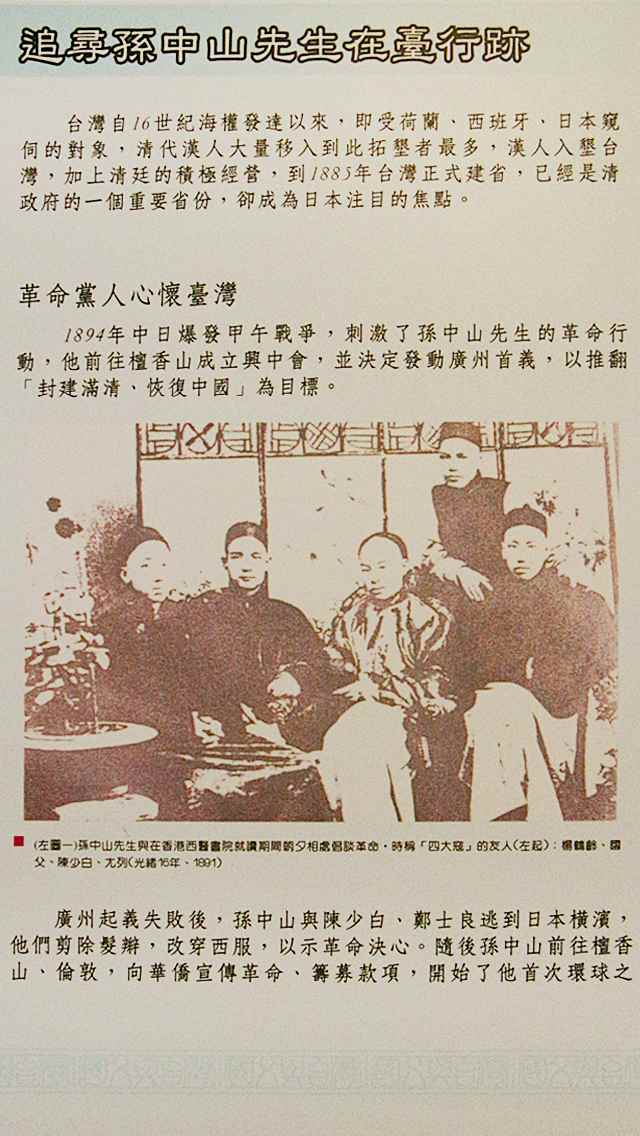 追尋孫中山先生在臺行跡
台灣自16世紀海權發達以來，即受荷蘭、西班牙、日本窺
伺的對象，清代漢人大量移入到此拓墾者最多，漢人入墾台
灣，加上清廷的積極經營，到1885年台灣正式建省，已經是清
政府的一個重要省份，卻成為日本注目的焦點。
革命黨人心懷臺灣
1894年中日爆發甲午戰爭，刺激了孫中山先生的革命行
動，他前往檀香山成立興中會，並決定發動廣州首義，以推翻
「封建滿清、恢復中國」為目標。
(左圖一)孫中山先生與在香港西醫書院就讀期間朝夕相處倡談革命，時稱「四大寇」的友人(左起)：楊鶴齡、國
父、陳少白、尤列(光緒16年、1891)
廣州起義失敗後，孫中山與陳少白、鄭士良逃到日本橫濱，
他們剪除髮辮，改穿西服，以示革命決心。隨後孫中山前往檀香
山、倫敦，向華僑宣傳革命、籌募款項，開始了他首次環球之